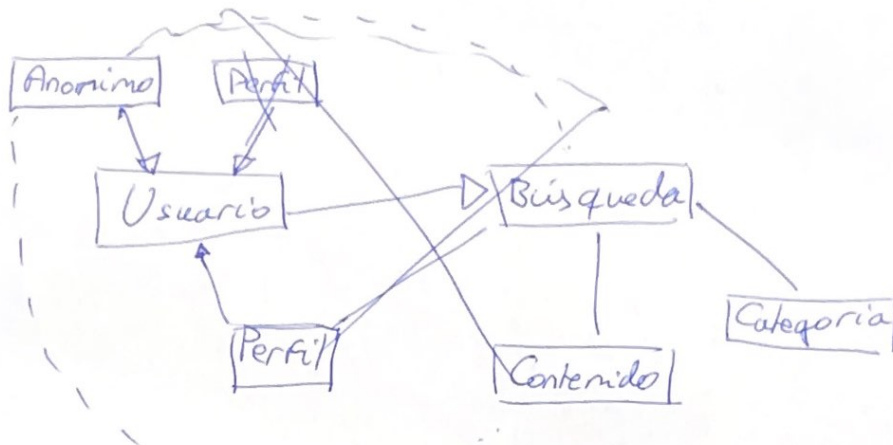 Anonimo
Perfil
Usuario
Búsqueda
Categoria
Perfil
Contenido